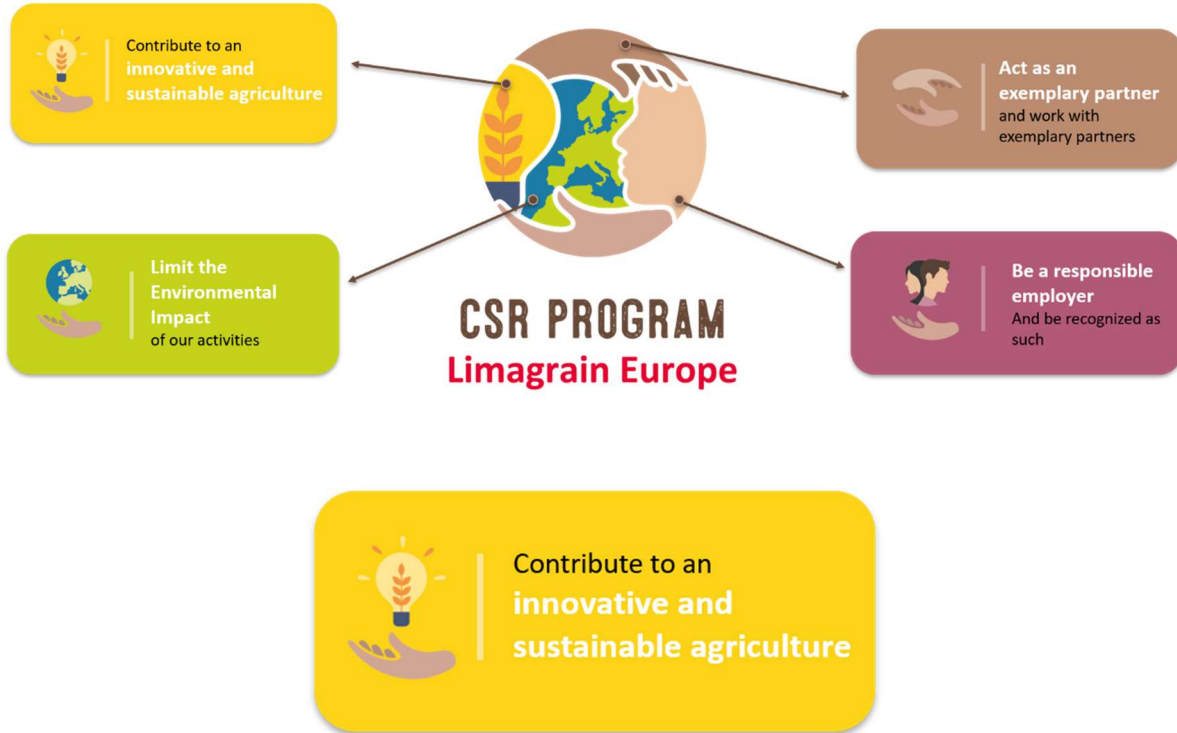 Contribute to an
innovative and
sustainable agriculture
Act as an
exemplary partner
and work with
exemplary partners
Limit the
Environmental
Impact
of our activities
Be a responsible
employer
And be recognized as
such
CSR PROGRAM
Limagrain Europe
Contribute to an
innovative and
sustainable agriculture